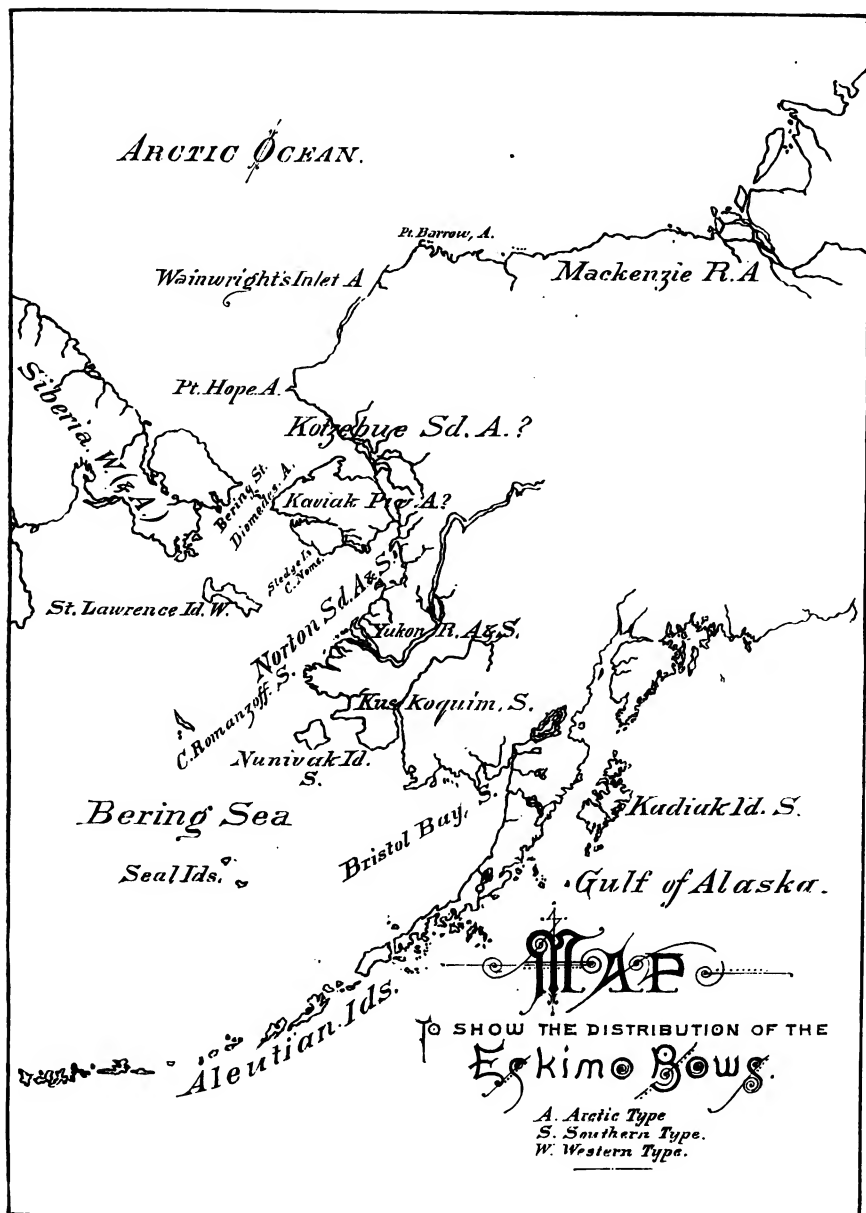 ARCTIC OCEAN.
Pt. Barrow, A.
Wainwright's Inlet A
Mackenzie R. A
Pt. Hope A.
Siberia. W. (& A.)
Kotzebue Sd. A. ?
Bering St.
Diomedes. A.
Kaviak Pen. A?
Sledge Is.
C. Nome.
St. Lawrence Id. W.
Norton Sd. A & S.
Yukon R. A & S.
C. Romanzoff. S.
Kus Koquim, S.
Nunivak Id.
S.
Bering Sea
Bristol Bay, S.
Kadiak Id. S.
Seal Ids.
Gulf of Alaska.
Aleutian Ids.
MAP
TO SHOW THE DISTRIBUTION OF THE
Eskimo Bows.
A. Arctic Type
S. Southern Type.
W. Western Type.